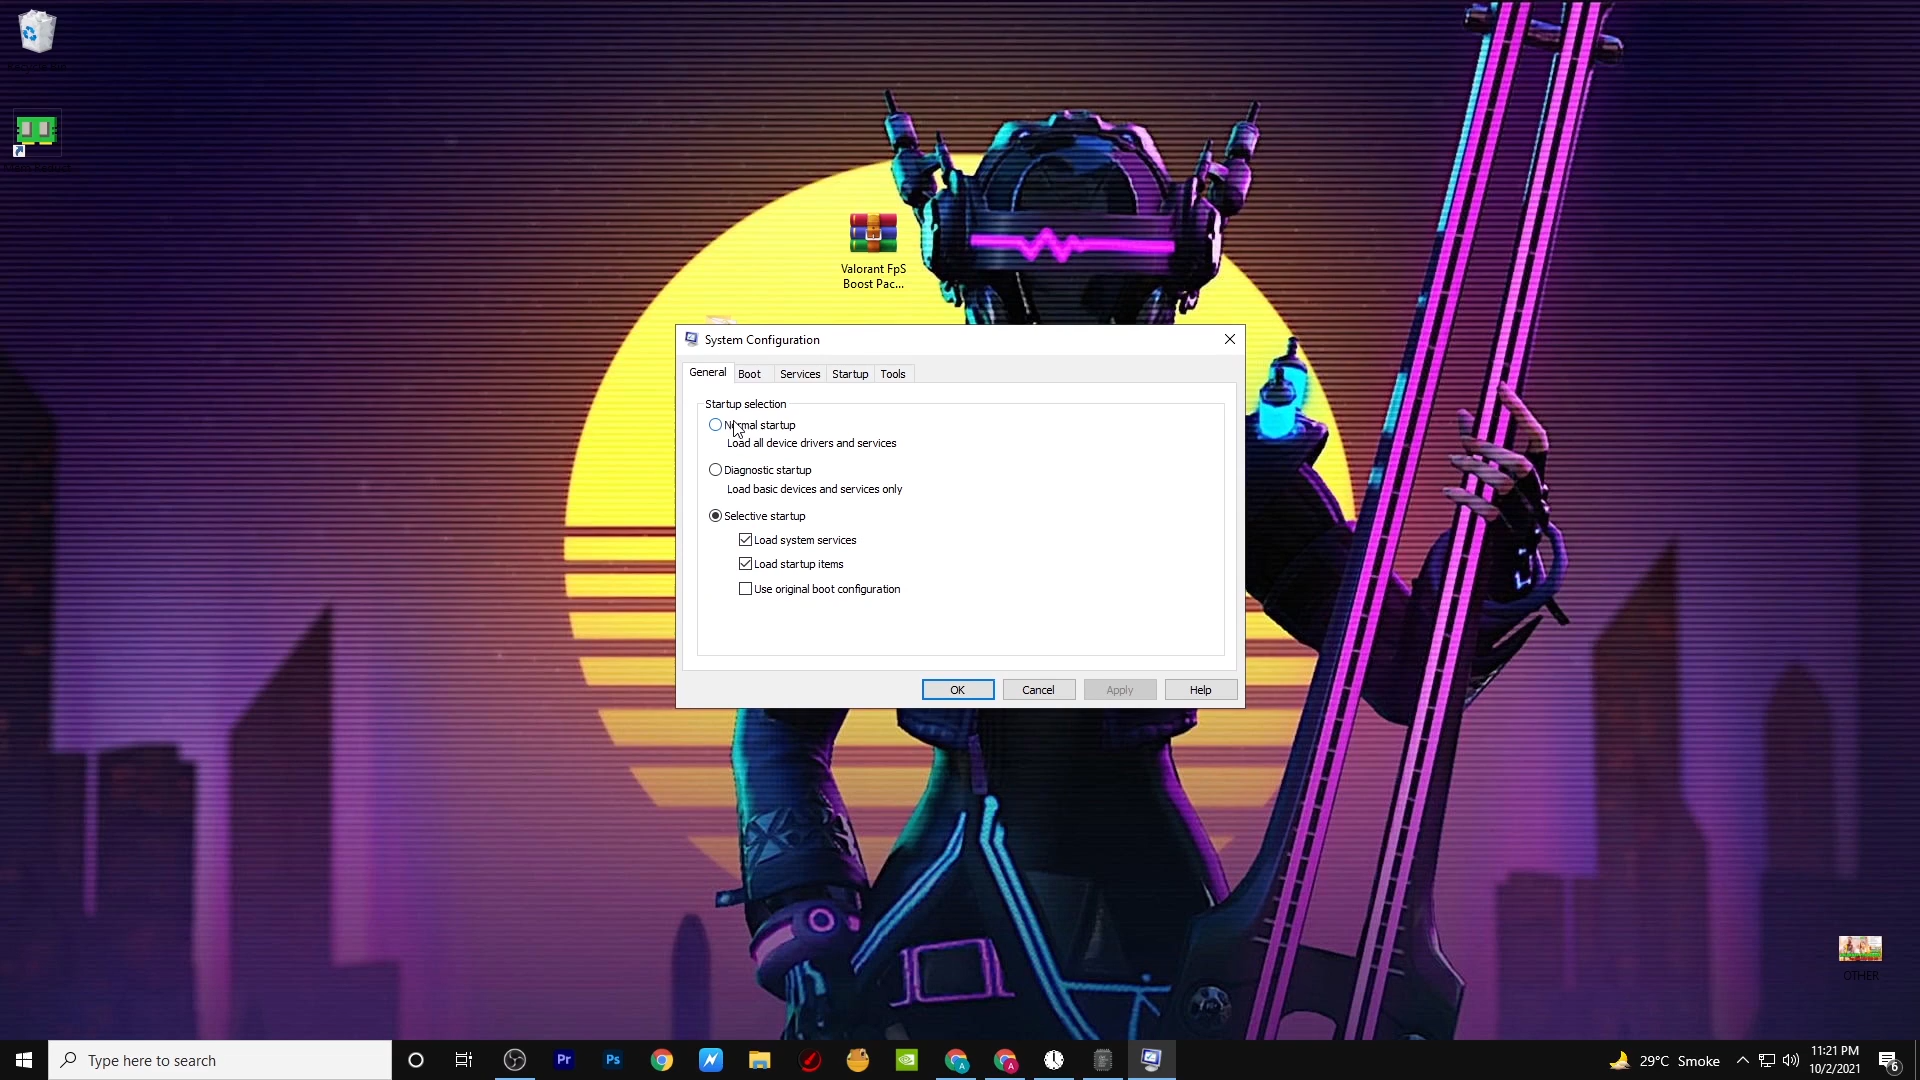 Valorant FpS
Boost Pac...
System Configuration
General
Boot
Services
Startup
Tools
Startup selection
Normal startup
Load all device drivers and services
Diagnostic startup
Load basic devices and services only
Selective startup
Load system services
Load startup items
Use original boot configuration
OK
Cancel
Apply
Help
OTHER
Type here to search
Pr
Ps
A
A
29°C Smoke
11:21 PM
10/2/2021
6